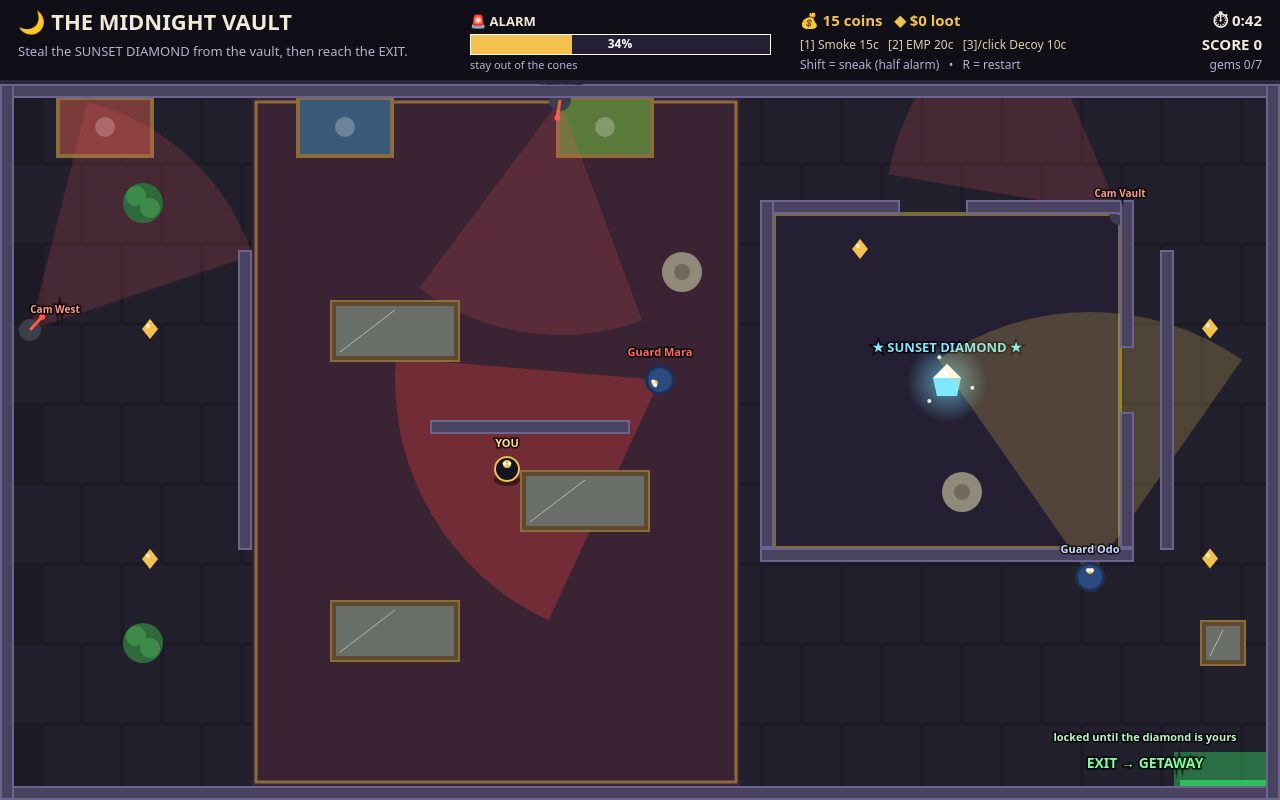 🌙 THE MIDNIGHT VAULT
Steal the SUNSET DIAMOND from the vault, then reach the EXIT.
🚨 ALARM
34%
stay out of the cones
💰 15 coins ◆ $0 loot
[1] Smoke 15c [2] EMP 20c [3]/click Decoy 10c
Shift = sneak (half alarm) • R = restart
⏱ 0:42
SCORE 0
gems 0/7
Cam Vault
Cam West
★ SUNSET DIAMOND ★
Guard Mara
YOU
Guard Odo
locked until the diamond is yours
EXIT → GETAWAY